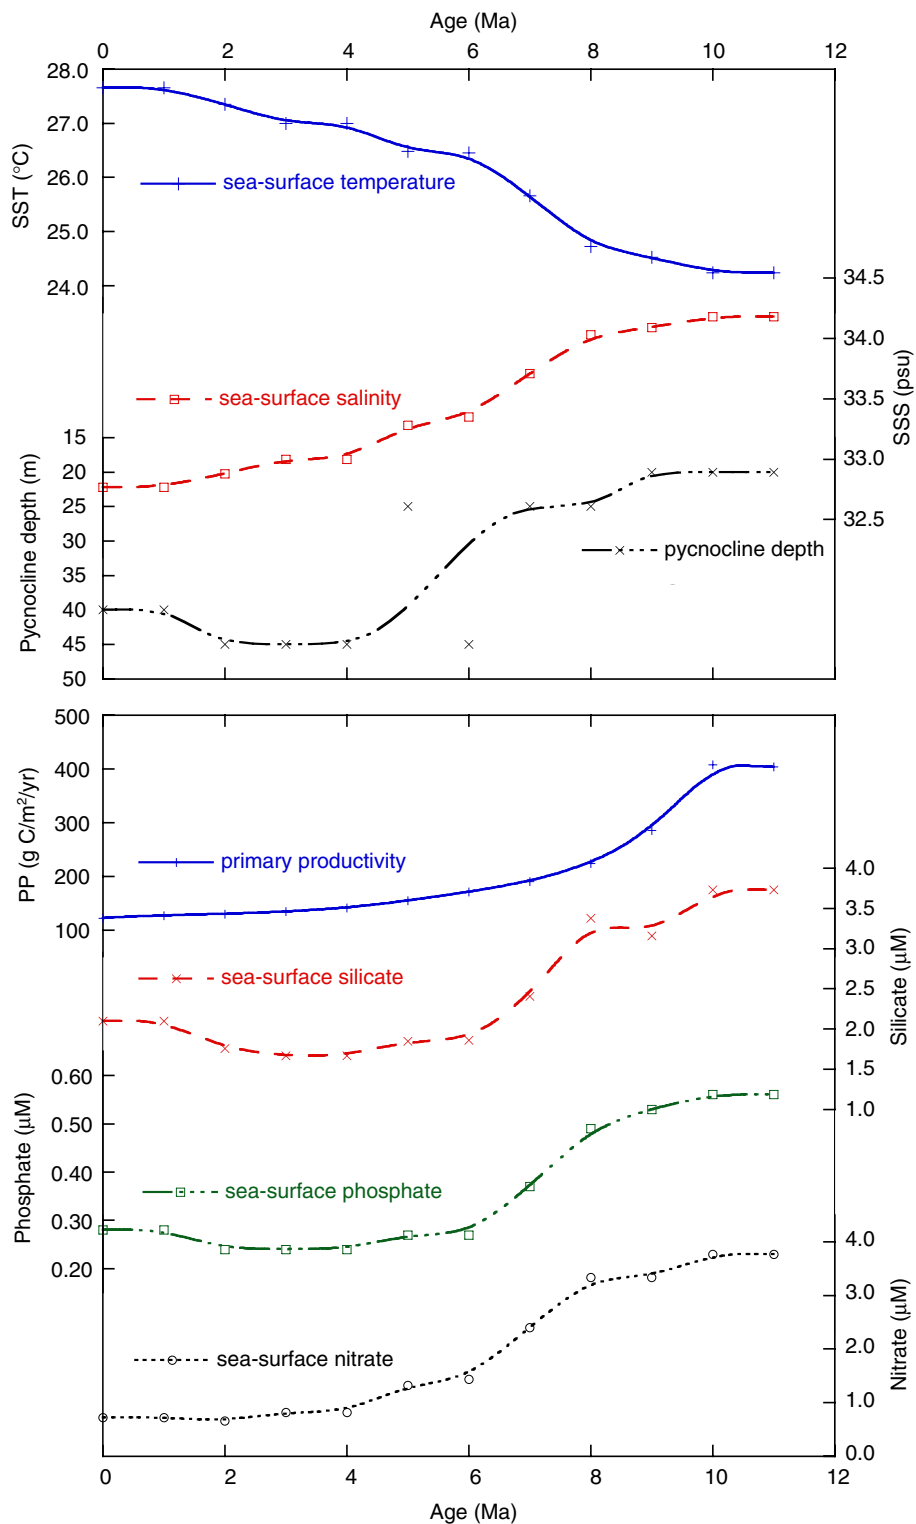 Age (Ma)
0 2 4 6 8 10 12
28.0
27.0
26.0
25.0
24.0
SST (°C)
sea-surface temperature
34.5
34.0
33.5
33.0
32.5
SSS (psu)
sea-surface salinity
15
20
25
30
35
40
45
50
Pycnocline depth (m)
pycnocline depth
500
400
300
200
100
PP (g C/m²/yr)
primary productivity
4.0
3.5
3.0
2.5
2.0
1.5
1.0
Silicate (μM)
sea-surface silicate
0.60
0.50
0.40
0.30
0.20
Phosphate (μM)
sea-surface phosphate
4.0
3.0
2.0
1.0
0.0
Nitrate (μM)
sea-surface nitrate
0 2 4 6 8 10 12
Age (Ma)